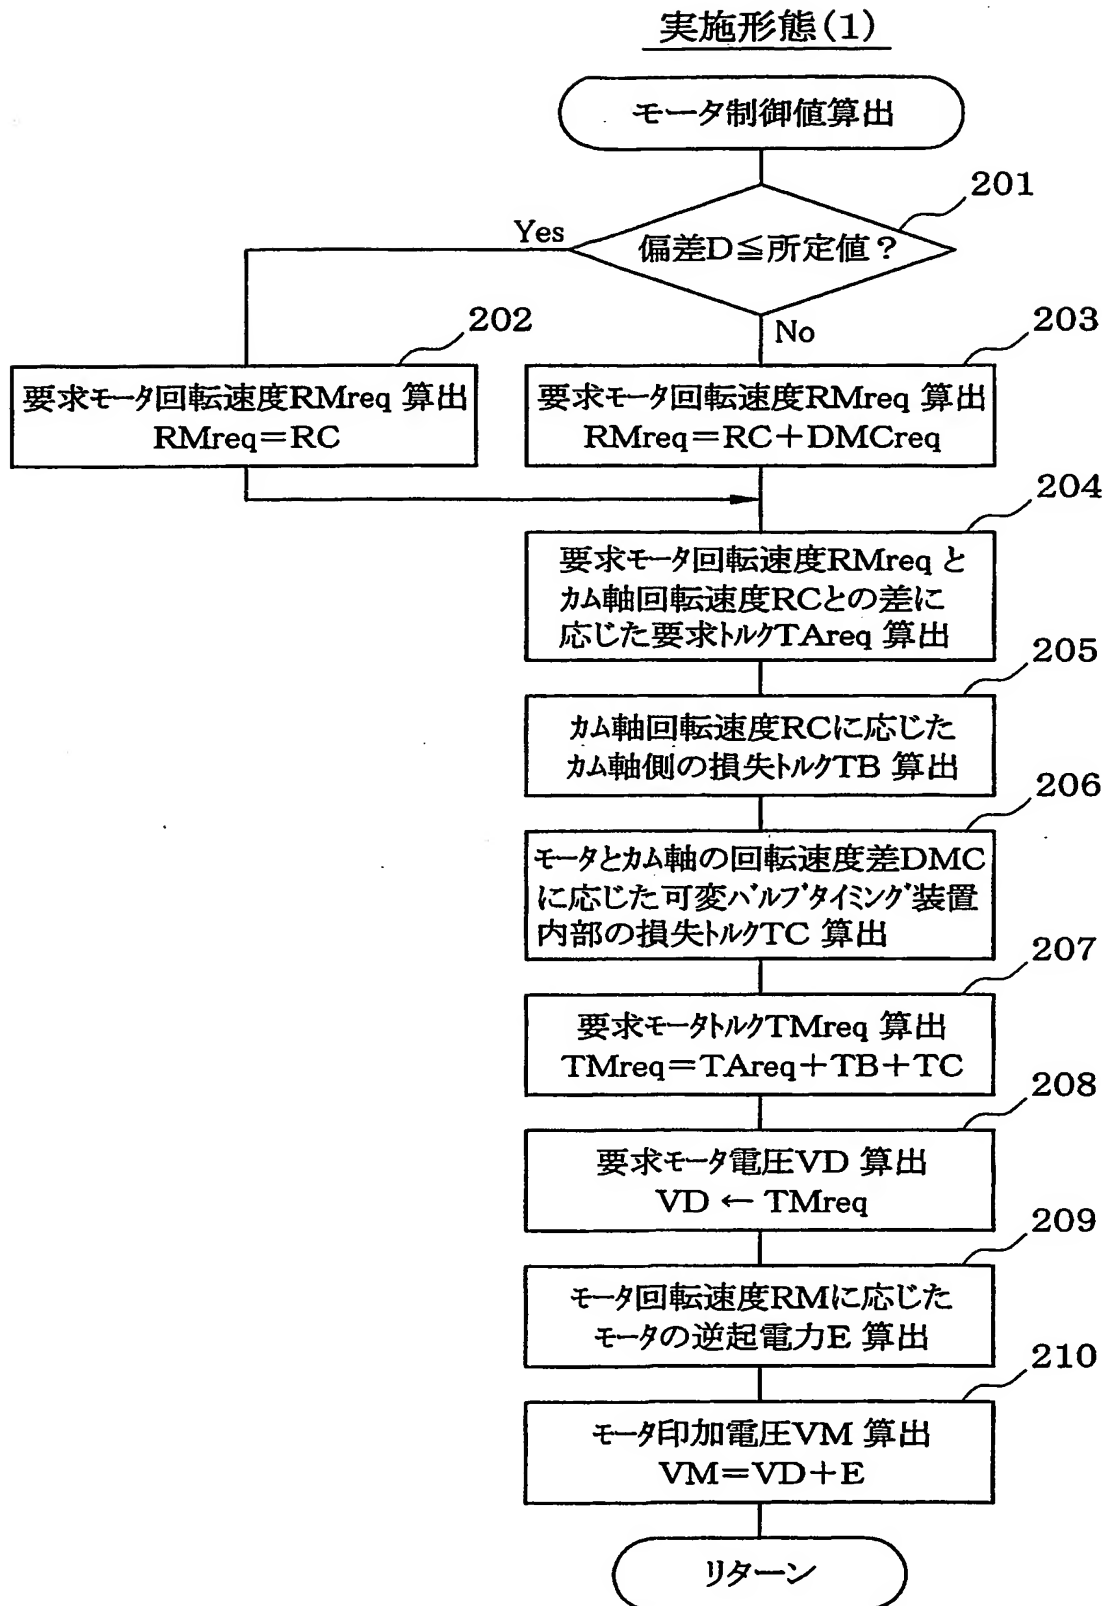 実施形態(1)
モータ制御値算出
201
偏差D≦所定値?
Yes
No
202
要求モータ回転速度RMreq 算出
RMreq=RC
203
要求モータ回転速度RMreq 算出
RMreq=RC+DMCreq
204
要求モータ回転速度RMreq と
カム軸回転速度RCとの差に
応じた要求トルクTAreq 算出
205
カム軸回転速度RCに応じた
カム軸側の損失トルクTB 算出
206
モータとカム軸の回転速度差DMC
に応じた可変バルブタイミング装置
内部の損失トルクTC 算出
207
要求モータトルクTMreq 算出
TMreq=TAreq+TB+TC
208
要求モータ電圧VD 算出
VD ← TMreq
209
モータ回転速度RMに応じた
モータの逆起電力E 算出
210
モータ印加電圧VM 算出
VM=VD+E
リターン